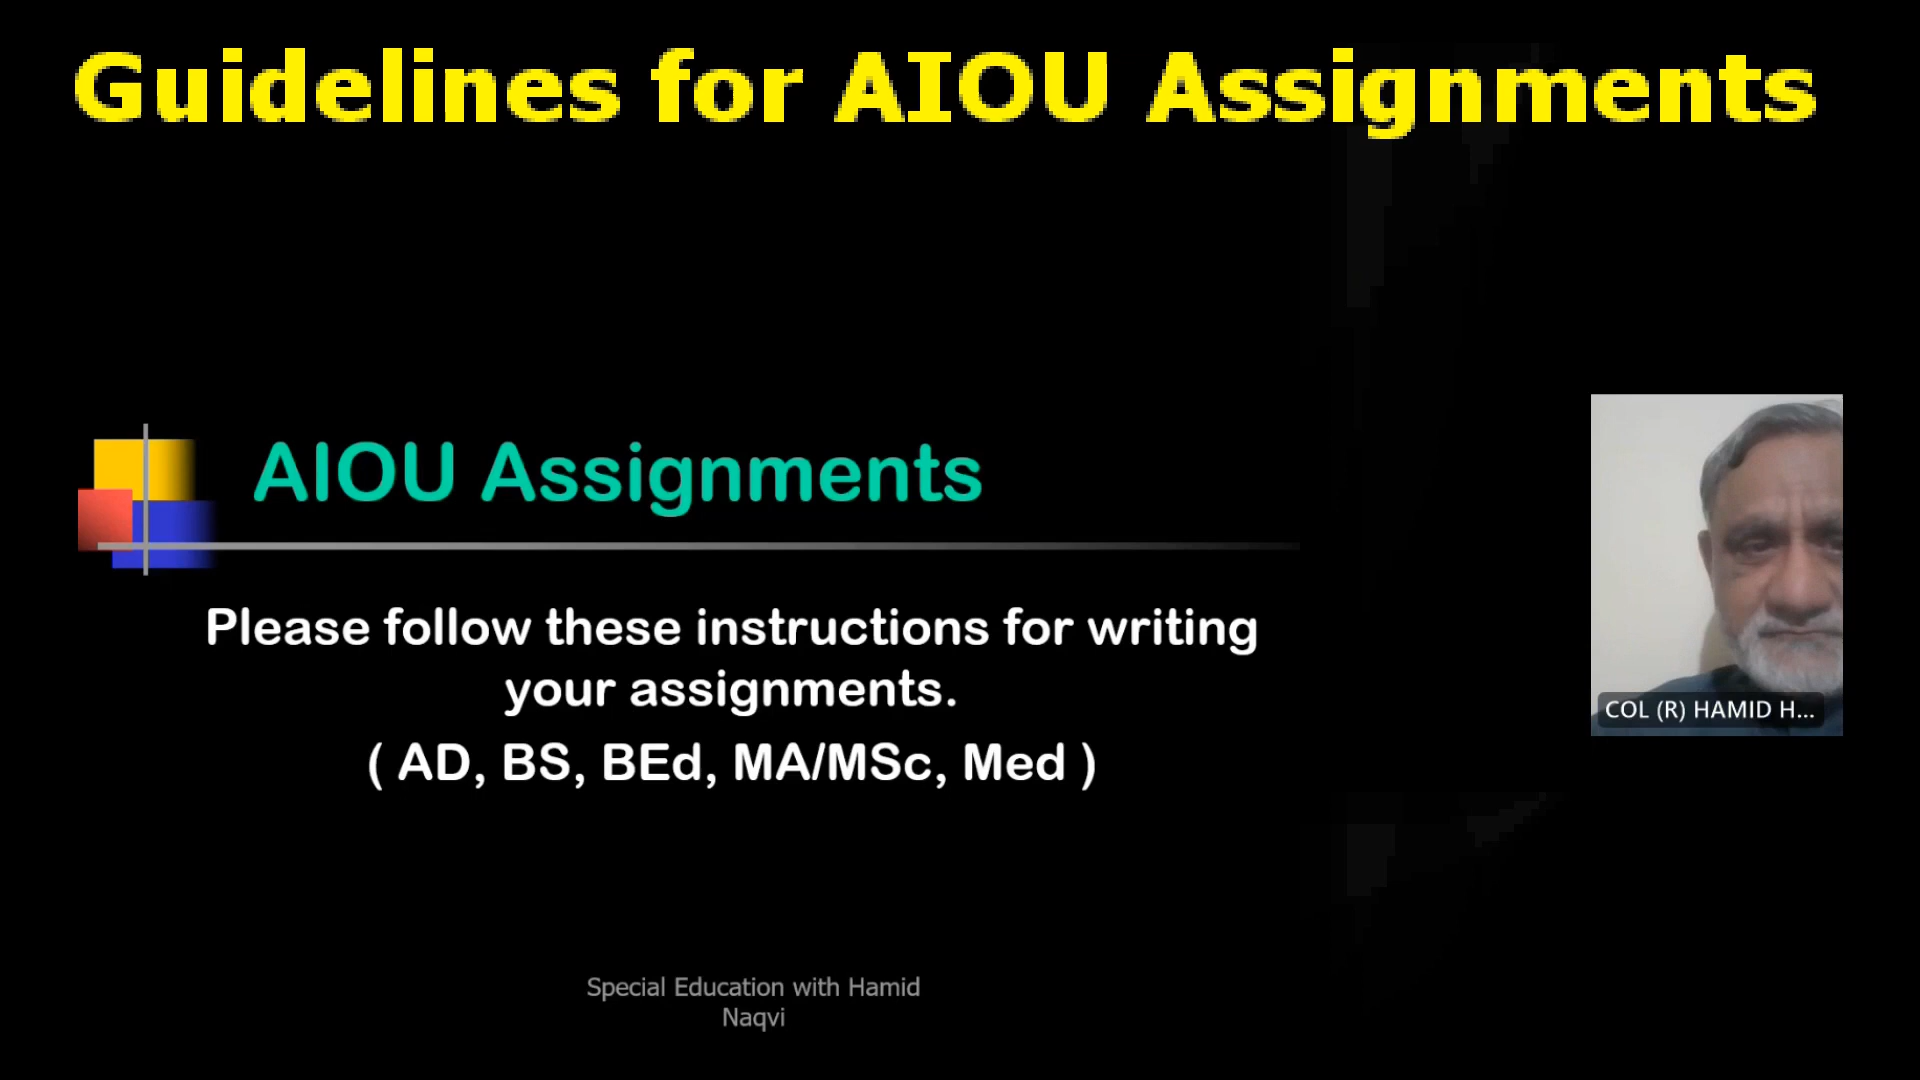 Guidelines for AIOU Assignments
AIOU Assignments
Please follow these instructions for writing
your assignments.
( AD, BS, BEd, MA/MSc, Med )
COL (R) HAMID H...
Special Education with Hamid
Naqvi